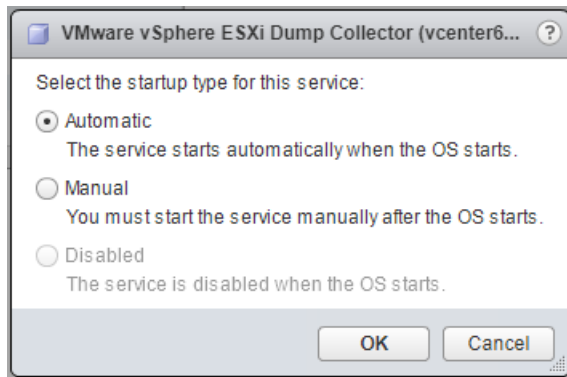 VMware vSphere ESXi Dump Collector (vcenter6... ?
Select the startup type for this service:
Automatic
The service starts automatically when the OS starts.
Manual
You must start the service manually after the OS starts.
Disabled
The service is disabled when the OS starts.
OK Cancel